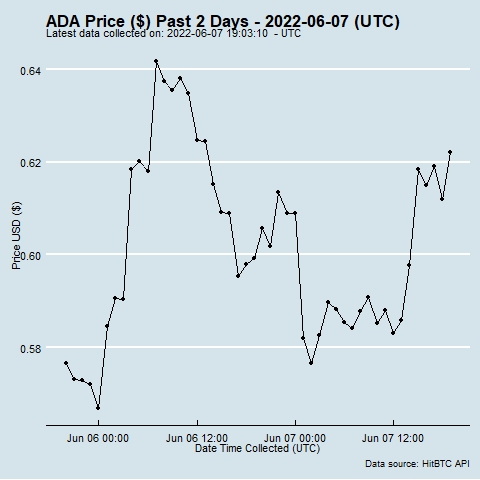 ADA Price ($) Past 2 Days - 2022-06-07 (UTC)
Latest data collected on: 2022-06-07 19:03:10 - UTC
0.64
0.62
0.60
0.58
Price USD ($)
Jun 06 00:00 Jun 06 12:00 Jun 07 00:00 Jun 07 12:00
Date Time Collected (UTC)
Data source: HitBTC API